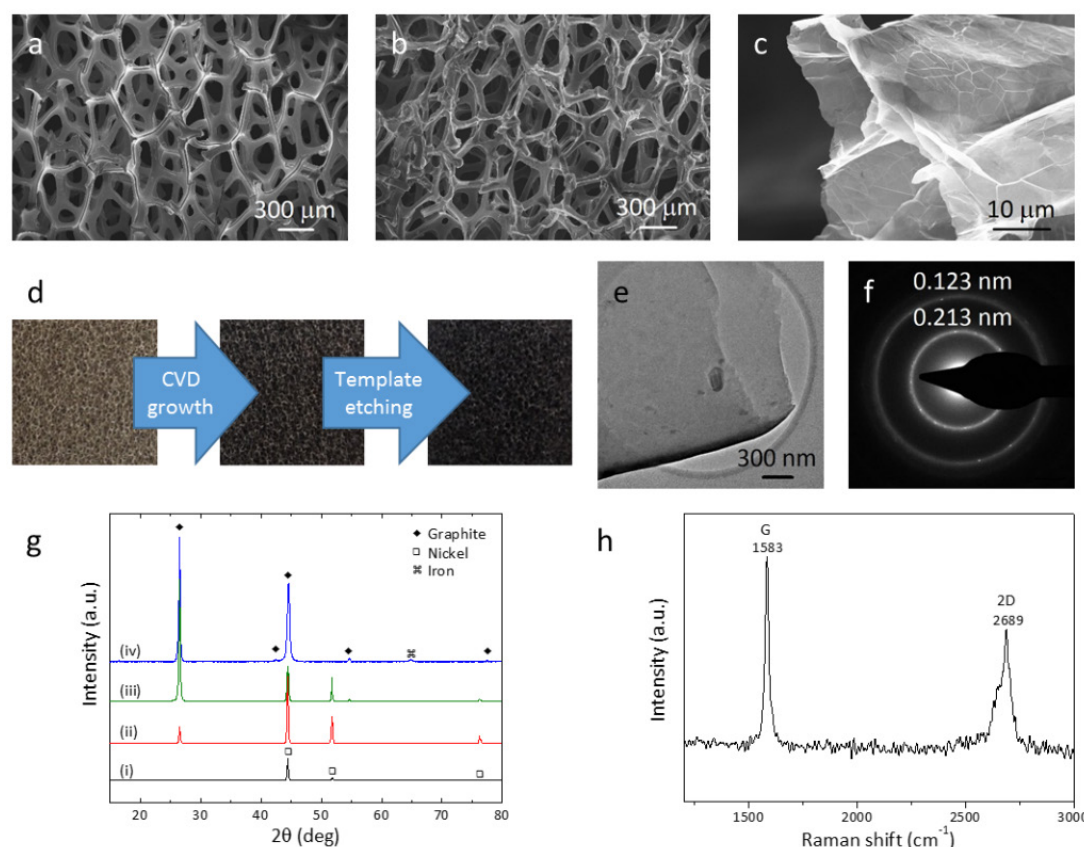 a
300 μm
b
300 μm
c
10 μm
d
CVD
growth
Template
etching
e
300 nm
f
0.123 nm
0.213 nm
g
Intensity (a.u.)
◆ Graphite
□ Nickel
⌘ Iron
(iv)
(iii)
(ii)
(i)
20 30 40 50 60 70 80
2θ (deg)
h
Intensity (a.u.)
G
1583
2D
2689
1500 2000 2500 3000
Raman shift (cm⁻¹)